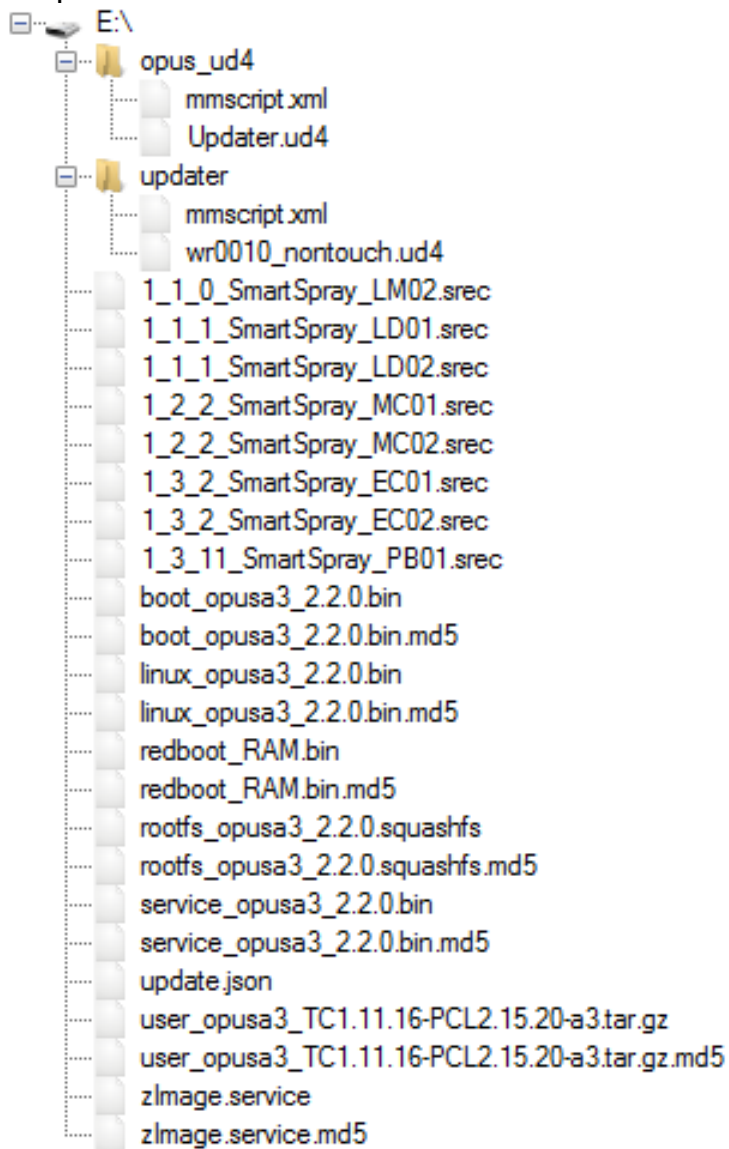 E:\
opus_ud4
mmscript.xml
Updater.ud4
updater
mmscript.xml
wr0010_nontouch.ud4
1_1_0_SmartSpray_LM02.srec
1_1_1_SmartSpray_LD01.srec
1_1_1_SmartSpray_LD02.srec
1_2_2_SmartSpray_MC01.srec
1_2_2_SmartSpray_MC02.srec
1_3_2_SmartSpray_EC01.srec
1_3_2_SmartSpray_EC02.srec
1_3_11_SmartSpray_PB01.srec
boot_opusa3_2.2.0.bin
boot_opusa3_2.2.0.bin.md5
linux_opusa3_2.2.0.bin
linux_opusa3_2.2.0.bin.md5
redboot_RAM.bin
redboot_RAM.bin.md5
rootfs_opusa3_2.2.0.squashfs
rootfs_opusa3_2.2.0.squashfs.md5
service_opusa3_2.2.0.bin
service_opusa3_2.2.0.bin.md5
update.json
user_opusa3_TC1.11.16-PCL2.15.20-a3.tar.gz
user_opusa3_TC1.11.16-PCL2.15.20-a3.tar.gz.md5
zImage.service
zImage.service.md5